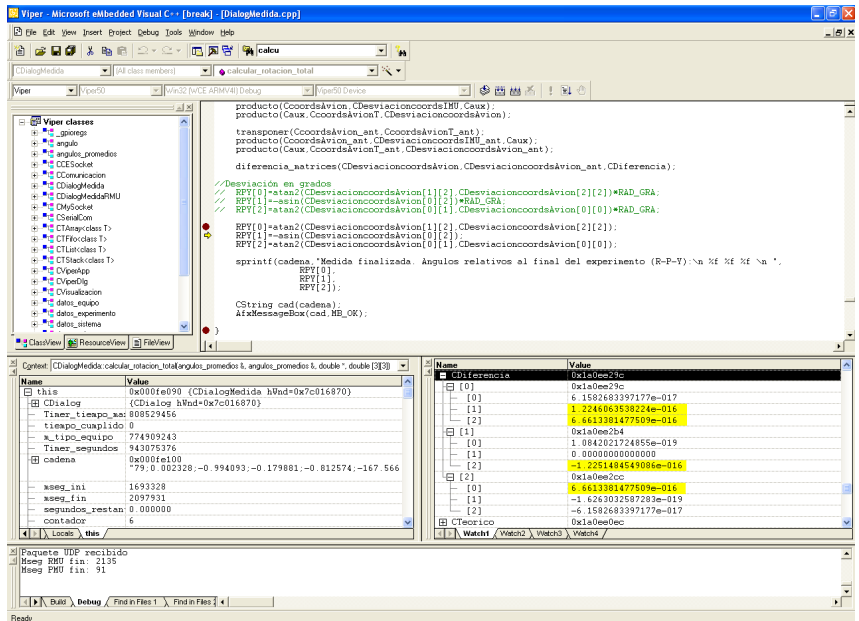 Viper - Microsoft eMbedded Visual C++ [break] - [DialogMedida.cpp]
File Edit View Insert Project Debug Tools Window Help
calcu
CDialogMedida (All class members) calcular_rotacion_total
Viper Viper50 Win32 (WCE ARMV4I) Debug Viper50 Device
Viper classes
_gpioregs
angulo
angulos_promedios
CCESocket
CComunicacion
CDialogMedida
CDialogMedidaRMU
CMySocket
CSerialCom
CTArray<class T>
CTFifo<class T>
CTList<class T>
CTStack<class T>
CViperApp
CViperDlg
CVisualizacion
datos_equipo
datos_experimento
datos_sistema
ClassView ResourceView FileView
producto(CcoordsAvion,CDesviacioncoordsIMU,Caux);
producto(Caux,CcoordsAvionT,CDesviacioncoordsAvion);
transponer(CcoordsAvion_ant,CcoordsAvionT_ant);
producto(CcoordsAvion_ant,CDesviacioncoordsIMU_ant,Caux);
producto(Caux,CcoordsAvionT_ant,CDesviacioncoordsAvion_ant);
diferencia_matrices(CDesviacioncoordsAvion,CDesviacioncoordsAvion_ant,CDiferencia);
//Desviación en grados
// RPY[0]=atan2(CDesviacioncoordsAvion[1][2],CDesviacioncoordsAvion[2][2])*RAD_GRA;
// RPY[1]=-asin(CDesviacioncoordsAvion[0][2])*RAD_GRA;
// RPY[2]=atan2(CDesviacioncoordsAvion[0][1],CDesviacioncoordsAvion[0][0])*RAD_GRA;
RPY[0]=atan2(CDesviacioncoordsAvion[1][2],CDesviacioncoordsAvion[2][2]);
RPY[1]=-asin(CDesviacioncoordsAvion[0][2]);
RPY[2]=atan2(CDesviacioncoordsAvion[0][1],CDesviacioncoordsAvion[0][0]);
sprintf(cadena,"Medida finalizada. Angulos relativos al final del experimento (R-P-Y):\n %f %f %f \n ",
RPY[0],
RPY[1],
RPY[2]);
CString cad(cadena);
AfxMessageBox(cad,MB_OK);
}
Context: CDialogMedida::calcular_rotacion_total(angulos_promedios &, angulos_promedios &, double *, double [3][3])
Name Value
this 0x000fe090 {CDialogMedida hWnd=0x7c016870}
CDialog {CDialog hWnd=0x7c016870}
Timer_tiempo_ma: 808529456
tiempo_cumplido 0
m_tipo_equipo 774909243
Timer_segundos 943075376
cadena 0x000fe100
"79;0.002328;-0.994093;-0.179881;-0.812574;-167.566
mseg_ini 1693328
mseg_fin 2097931
segundos_restan 0.000000
contador 6
Locals this
Name Value
CDiferencia 0x1a0ee29c
[0] 0x1a0ee29c
[0] 6.1582683397177e-017
[1] 1.2246063538224e-016
[2] 6.6613381477509e-016
[1] 0x1a0ee2b4
[0] 1.0842021724855e-019
[1] 0.00000000000000
[2] -1.2251484549086e-016
[2] 0x1a0ee2cc
[0] 6.6613381477509e-016
[1] -1.6263032587283e-019
[2] -6.1582683397177e-017
CTeorico 0x1a0ee0ec
Watch1 Watch2 Watch3 Watch4
Paquete UDP recibido
Mseg RMU fin: 2135
Mseg PMU fin: 91
Build Debug Find in Files 1 Find in Files 2
Ready